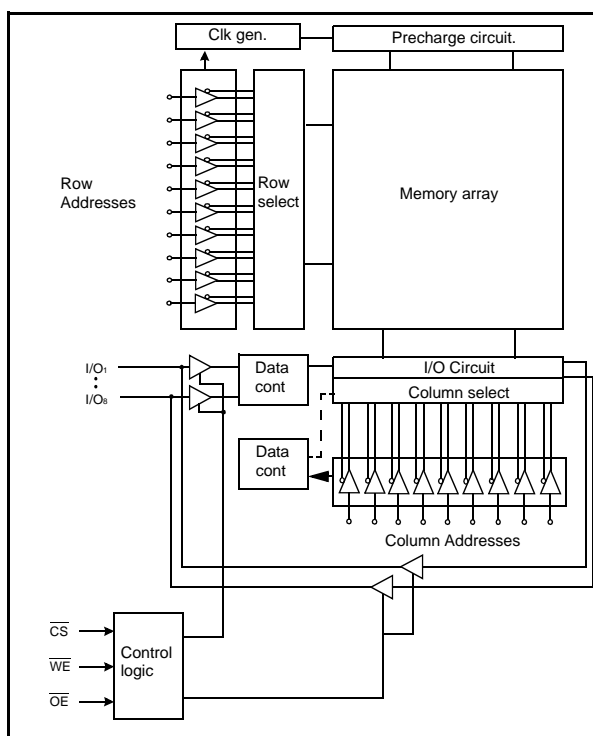 Clk gen.
Precharge circuit.
Row
Addresses
Row
select
Memory array
I/O₁
I/O₈
Data
cont
I/O Circuit
Column select
Data
cont
Column Addresses
CS
WE
OE
Control
logic